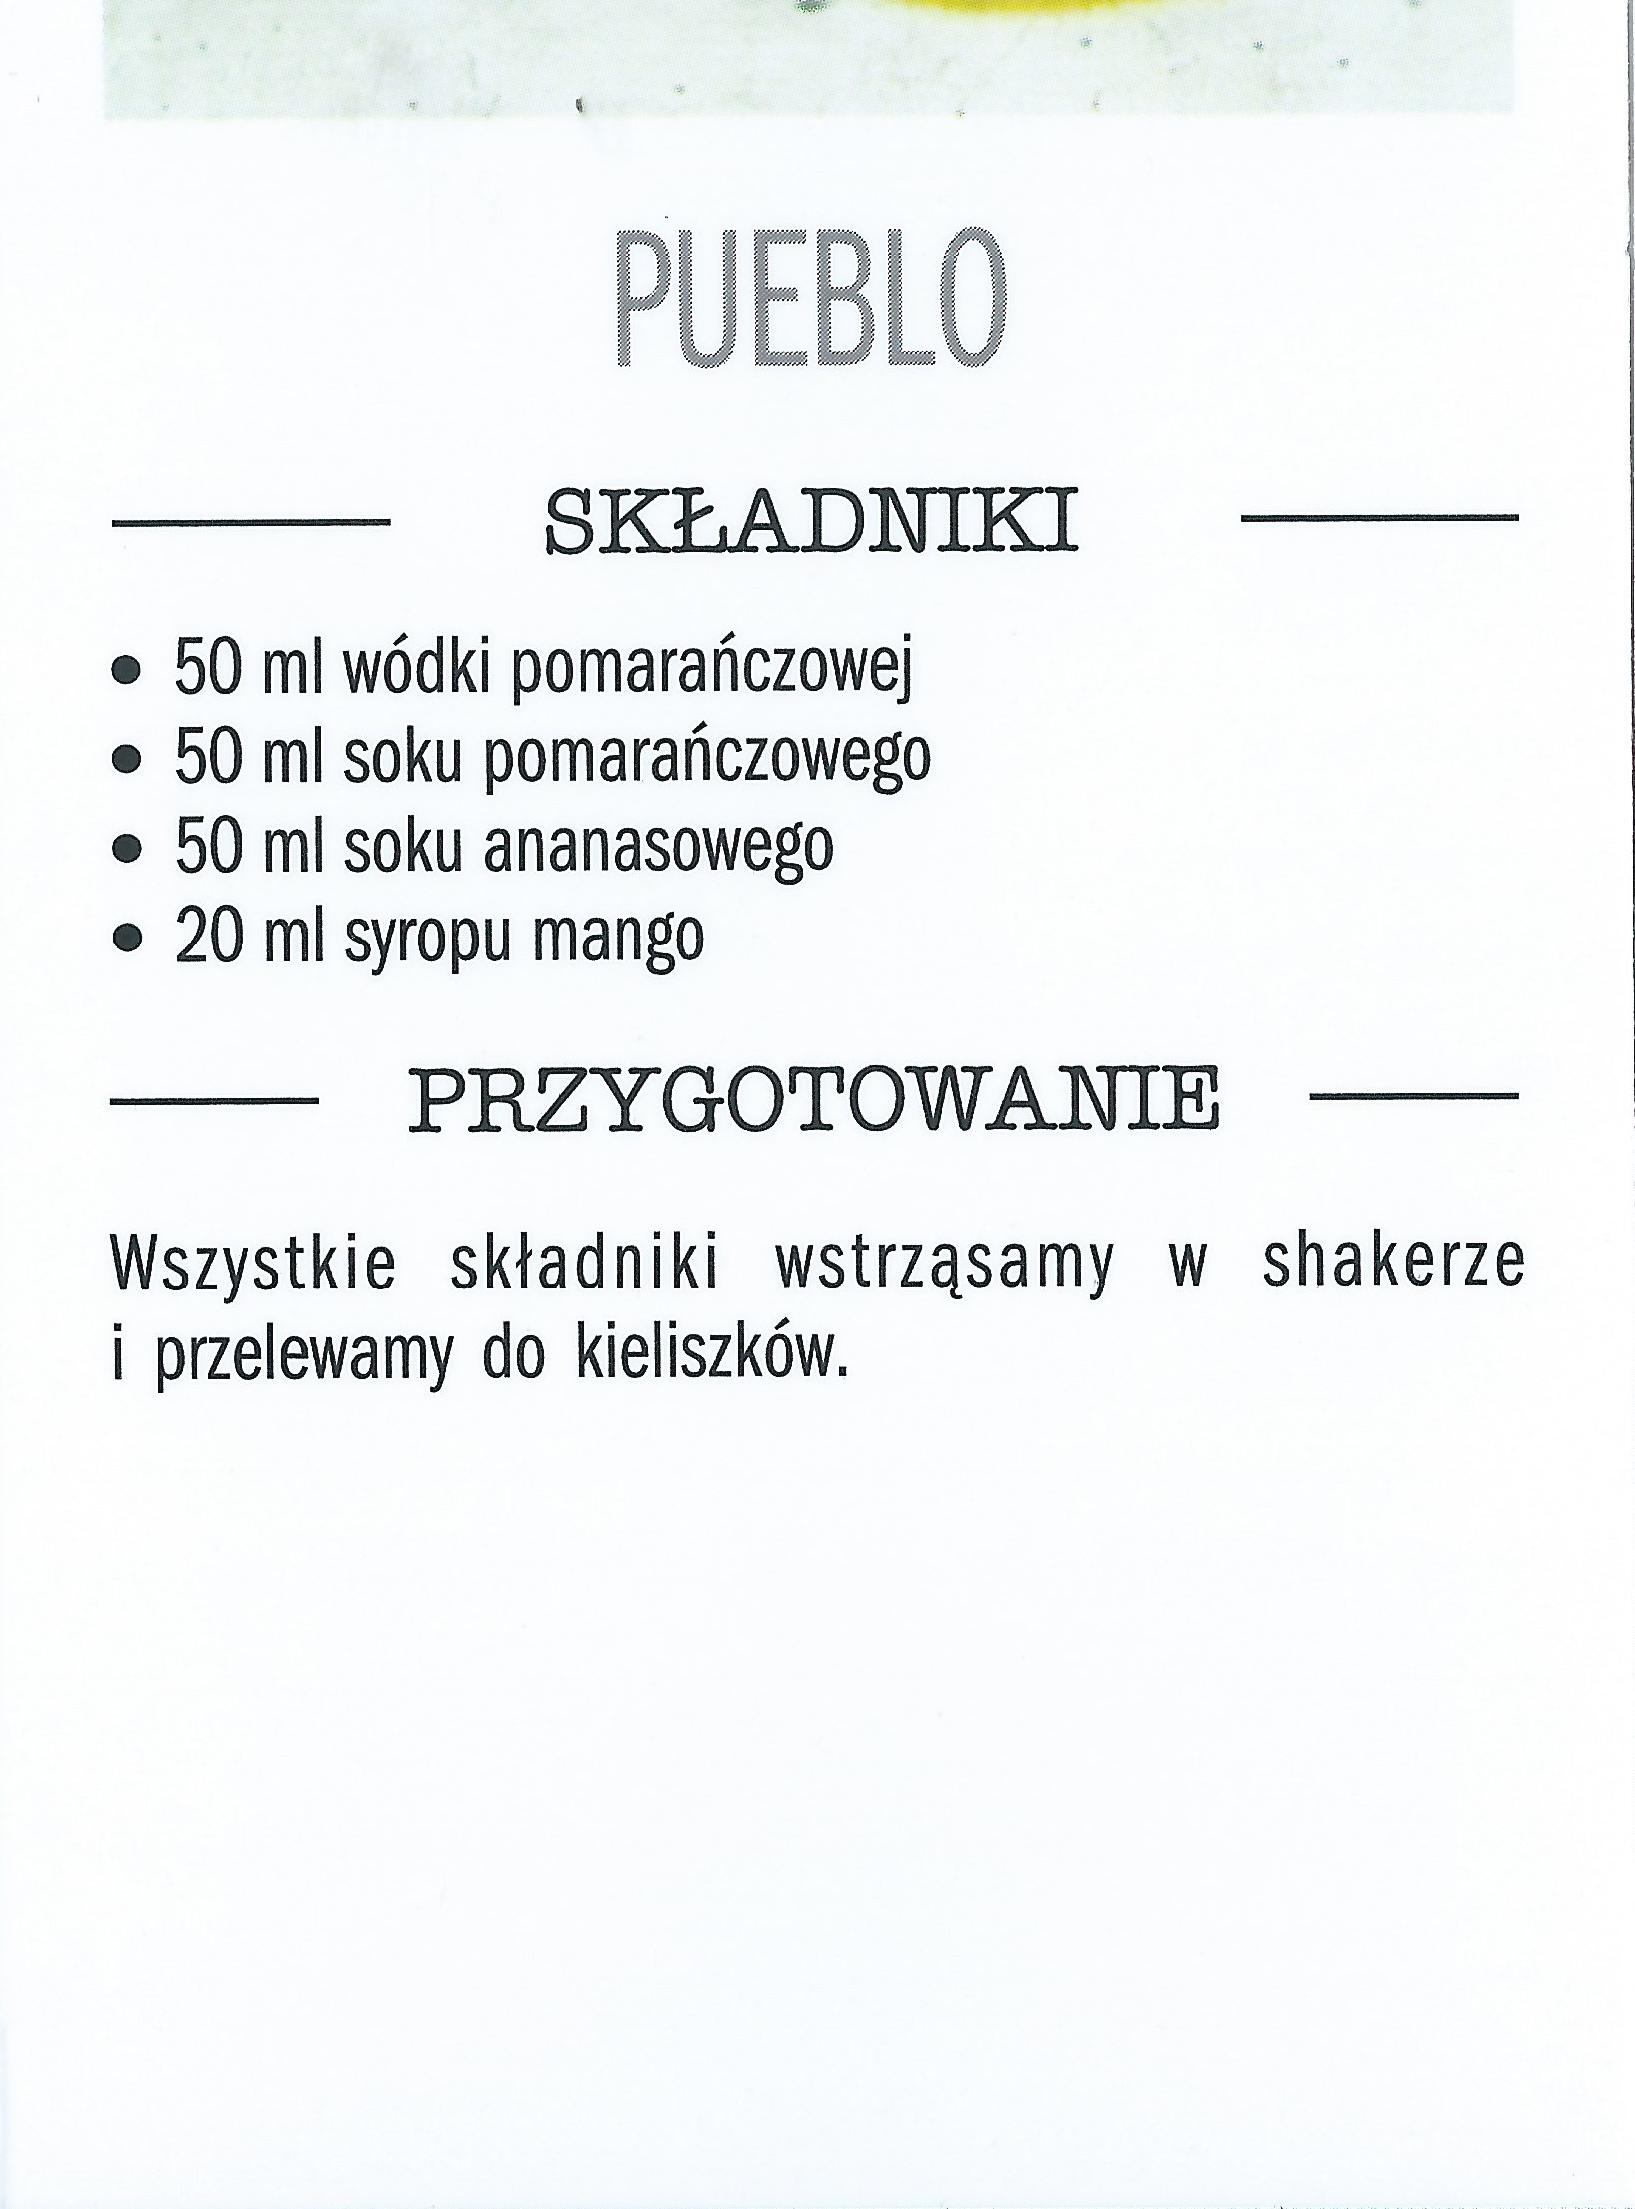 PUEBLO
SKŁADNIKI
• 50 ml wódki pomarańczowej
• 50 ml soku pomarańczowego
• 50 ml soku ananasowego
• 20 ml syropu mango
PRZYGOTOWANIE
Wszystkie składniki wstrząsamy w shakerze
i przelewamy do kieliszków.